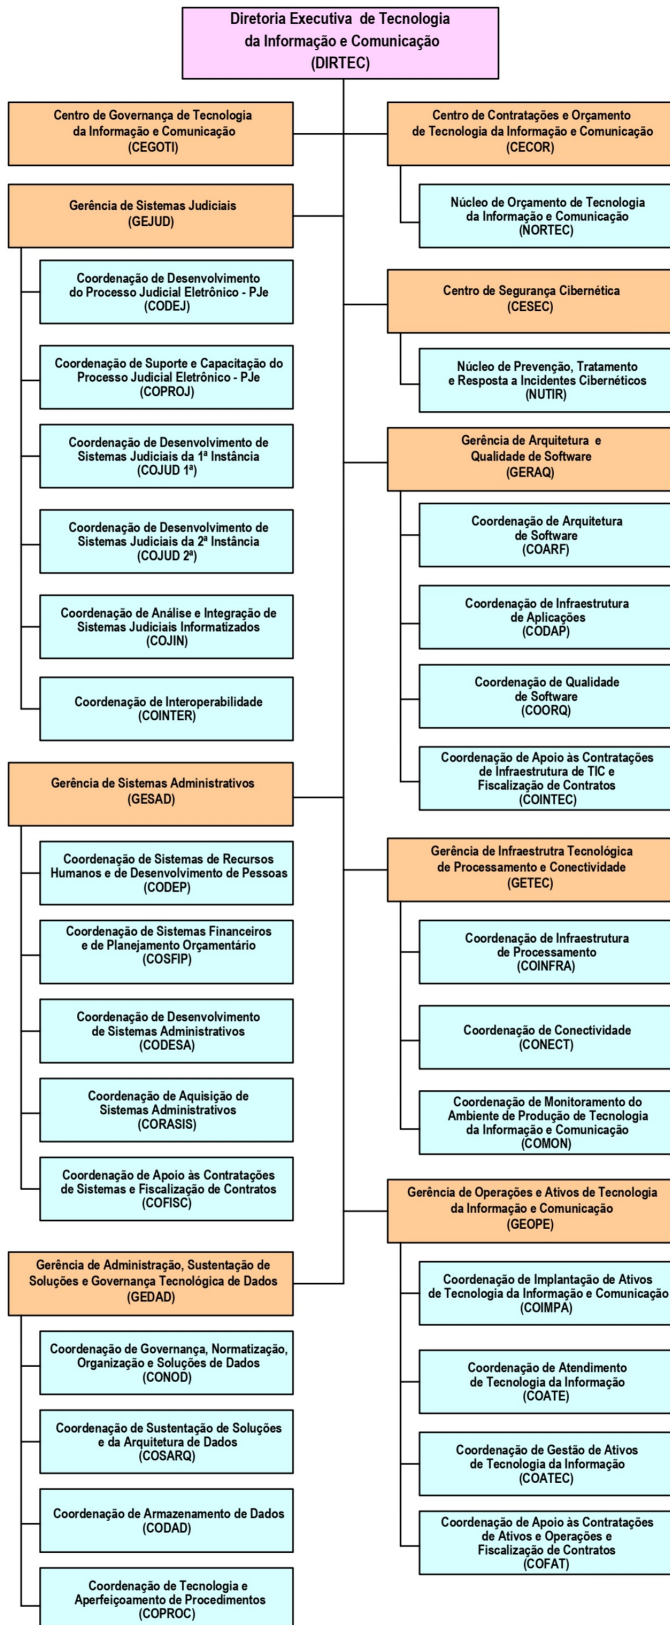 Diretoria Executiva de Tecnologia
da Informação e Comunicação
(DIRTEC)
Centro de Governança de Tecnologia
da Informação e Comunicação
(CEGOTI)
Gerência de Sistemas Judiciais
(GEJUD)
Coordenação de Desenvolvimento
do Processo Judicial Eletrônico - PJe
(CODEJ)
Coordenação de Suporte e Capacitação do
Processo Judicial Eletrônico - PJe
(COPROJ)
Coordenação de Desenvolvimento de
Sistemas Judiciais da 1ª Instância
(COJUD 1ª)
Coordenação de Desenvolvimento de
Sistemas Judiciais da 2ª Instância
(COJUD 2ª)
Coordenação de Análise e Integração de
Sistemas Judiciais Informatizados
(COJIN)
Coordenação de Interoperabilidade
(COINTER)
Gerência de Sistemas Administrativos
(GESAD)
Coordenação de Sistemas de Recursos
Humanos e de Desenvolvimento de Pessoas
(CODEP)
Coordenação de Sistemas Financeiros
e de Planejamento Orçamentário
(COSFIP)
Coordenação de Desenvolvimento
de Sistemas Administrativos
(CODESA)
Coordenação de Aquisição de
Sistemas Administrativos
(CORASIS)
Coordenação de Apoio às Contratações
de Sistemas e Fiscalização de Contratos
(COFISC)
Gerência de Administração, Sustentação de
Soluções e Governança Tecnológica de Dados
(GEDAD)
Coordenação de Governança, Normatização,
Organização e Soluções de Dados
(CONOD)
Coordenação de Sustentação de Soluções
e da Arquitetura de Dados
(COSARQ)
Coordenação de Armazenamento de Dados
(CODAD)
Coordenação de Tecnologia e
Aperfeiçoamento de Procedimentos
(COPROC)
Centro de Contratações e Orçamento
de Tecnologia da Informação e Comunicação
(CECOR)
Núcleo de Orçamento de Tecnologia
da Informação e Comunicação
(NORTEC)
Centro de Segurança Cibernética
(CESEC)
Núcleo de Prevenção, Tratamento
e Resposta a Incidentes Cibernéticos
(NUTIR)
Gerência de Arquitetura e
Qualidade de Software
(GERAQ)
Coordenação de Arquitetura
de Software
(COARF)
Coordenação de Infraestrutura
de Aplicações
(CODAP)
Coordenação de Qualidade
de Software
(COORQ)
Coordenação de Apoio às Contratações
de Infraestrutura de TIC e
Fiscalização de Contratos
(COINTEC)
Gerência de Infraestrutra Tecnológica
de Processamento e Conectividade
(GETEC)
Coordenação de Infraestrutura
de Processamento
(COINFRA)
Coordenação de Conectividade
(CONECT)
Coordenação de Monitoramento do
Ambiente de Produção de Tecnologia
da Informação e Comunicação
(COMON)
Gerência de Operações e Ativos de Tecnologia
da Informação e Comunicação
(GEOPE)
Coordenação de Implantação de Ativos
de Tecnologia da Informação e Comunicação
(COIMPA)
Coordenação de Atendimento
de Tecnologia da Informação
(COATE)
Coordenação de Gestão de Ativos
de Tecnologia da Informação
(COATEC)
Coordenação de Apoio às Contratações
de Ativos e Operações e
Fiscalização de Contratos
(COFAT)